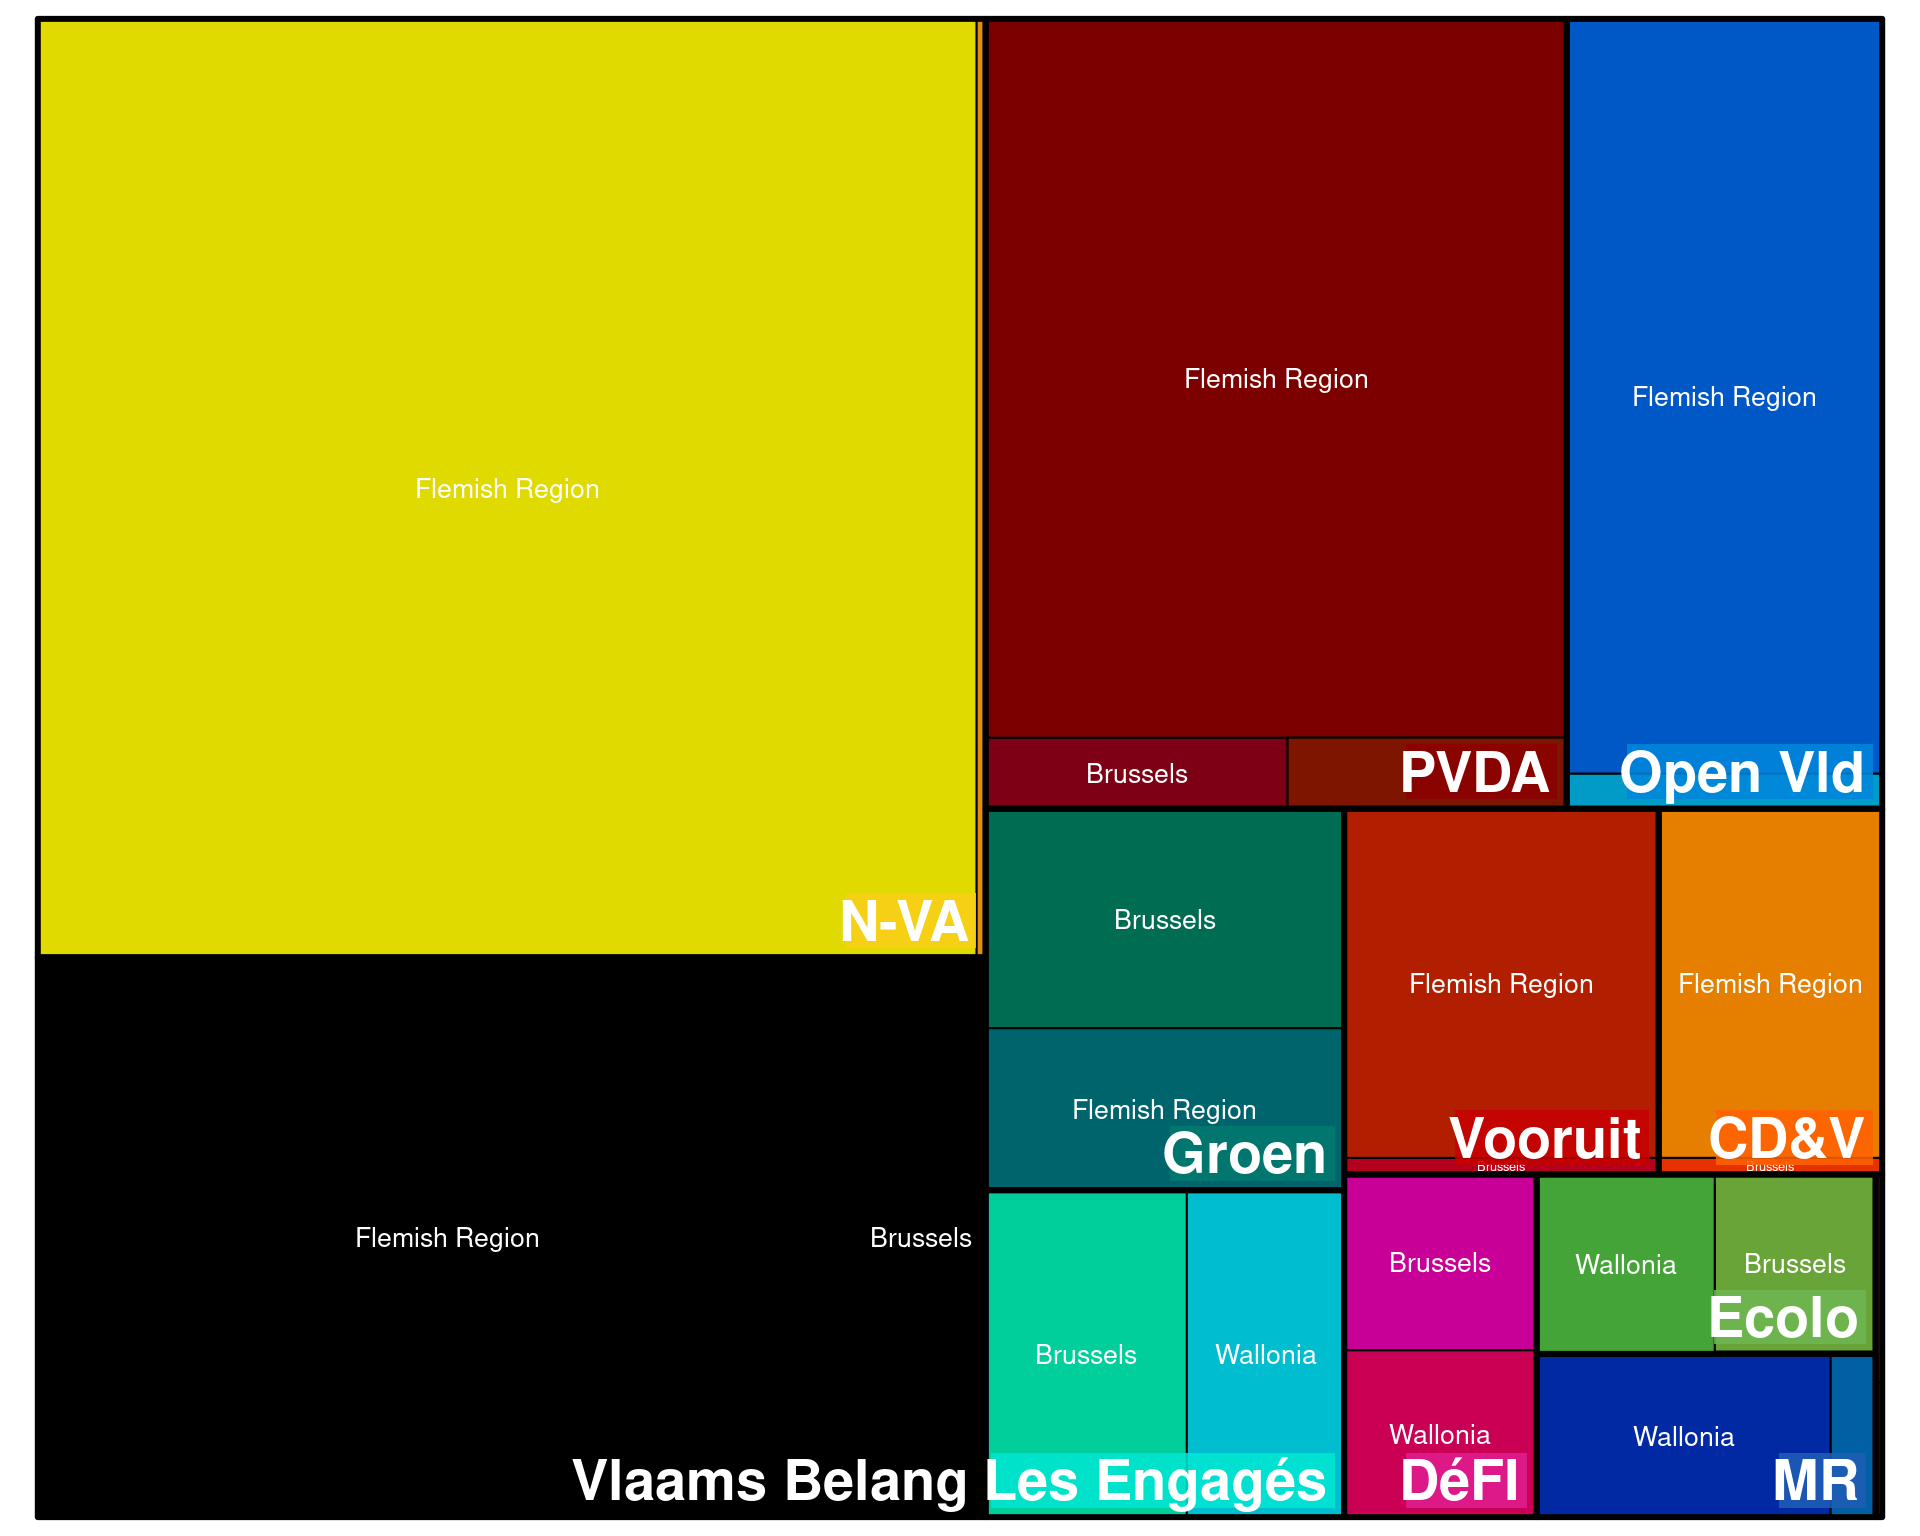 Flemish Region
N-VA
Flemish Region
Brussels
Vlaams Belang
Flemish Region
Brussels
PVDA
Flemish Region
Open Vld
Brussels
Flemish Region
Groen
Flemish Region
Vooruit
Brussels
Flemish Region
CD&V
Brussels
Brussels
Wallonia
Les Engagés
Brussels
Wallonia
DéFI
Wallonia
Brussels
Ecolo
Wallonia
MR